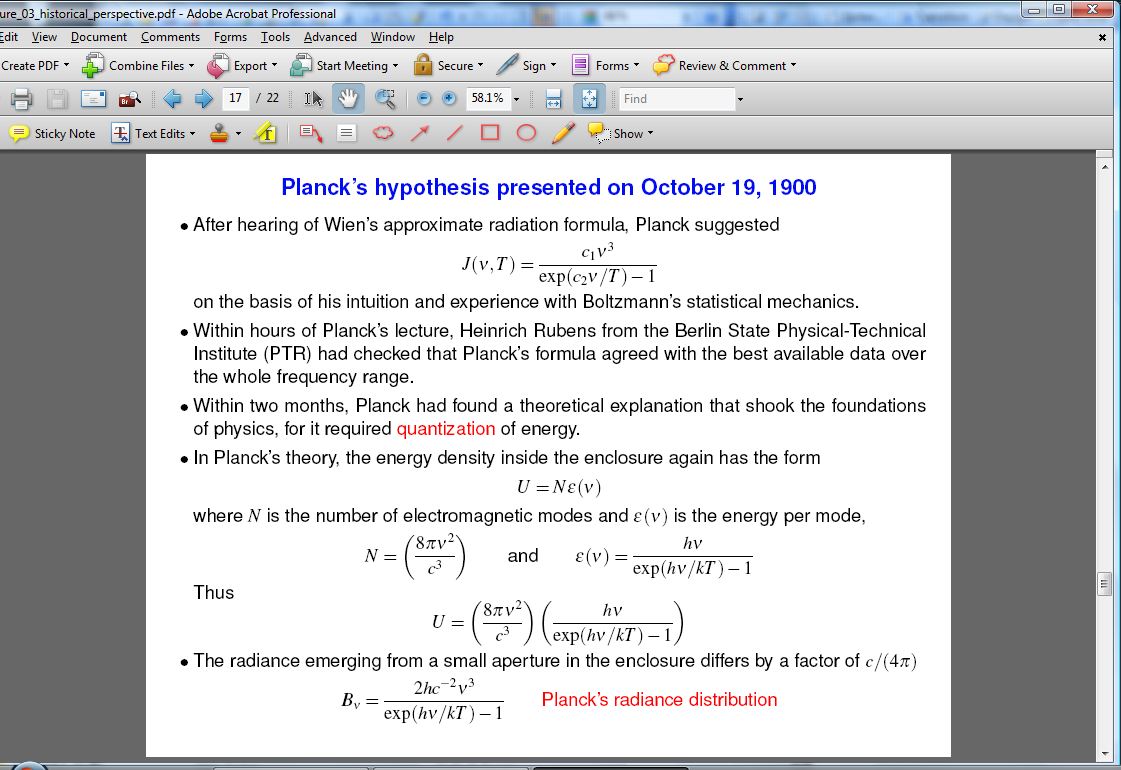 ure_03_historical_perspective.pdf - Adobe Acrobat Professional
Edit View Document Comments Forms Tools Advanced Window Help
Create PDF Combine Files Export Start Meeting Secure Sign Forms Review & Comment
17 / 22 58.1% Find
Sticky Note Text Edits Show
Planck's hypothesis presented on October 19, 1900
• After hearing of Wien's approximate radiation formula, Planck suggested
J(ν,T) = c₁ν³ / (exp(c₂ν/T) − 1)
on the basis of his intuition and experience with Boltzmann's statistical mechanics.
• Within hours of Planck's lecture, Heinrich Rubens from the Berlin State Physical-Technical
Institute (PTR) had checked that Planck's formula agreed with the best available data over
the whole frequency range.
• Within two months, Planck had found a theoretical explanation that shook the foundations
of physics, for it required quantization of energy.
• In Planck's theory, the energy density inside the enclosure again has the form
U = Nε(ν)
where N is the number of electromagnetic modes and ε(ν) is the energy per mode,
N = (8πν²/c³) and ε(ν) = hν / (exp(hν/kT) − 1)
Thus
U = (8πν²/c³) (hν / (exp(hν/kT) − 1))
• The radiance emerging from a small aperture in the enclosure differs by a factor of c/(4π)
Bᵥ = 2hc⁻²ν³ / (exp(hν/kT) − 1) Planck's radiance distribution